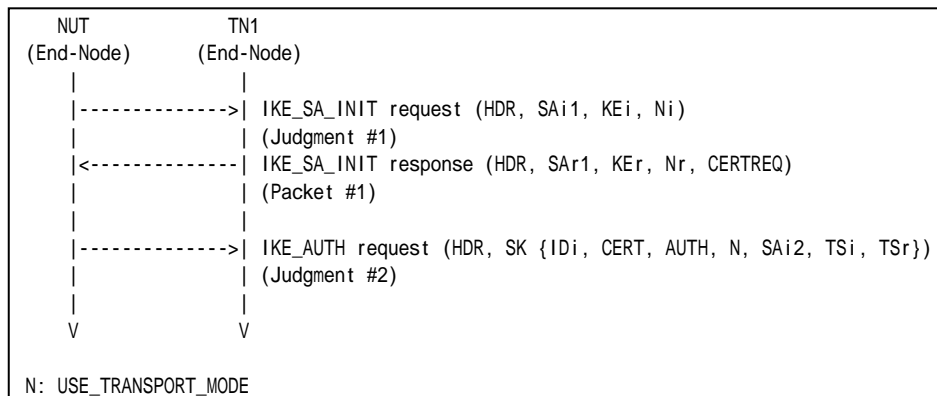 NUT TN1
(End-Node) (End-Node)
| |
|-------------->| IKE_SA_INIT request (HDR, SAi1, KEi, Ni)
| | (Judgment #1)
|<--------------| IKE_SA_INIT response (HDR, SAr1, KEr, Nr, CERTREQ)
| | (Packet #1)
| |
|-------------->| IKE_AUTH request (HDR, SK {IDi, CERT, AUTH, N, SAi2, TSi, TSr})
| | (Judgment #2)
| |
V V
N: USE_TRANSPORT_MODE